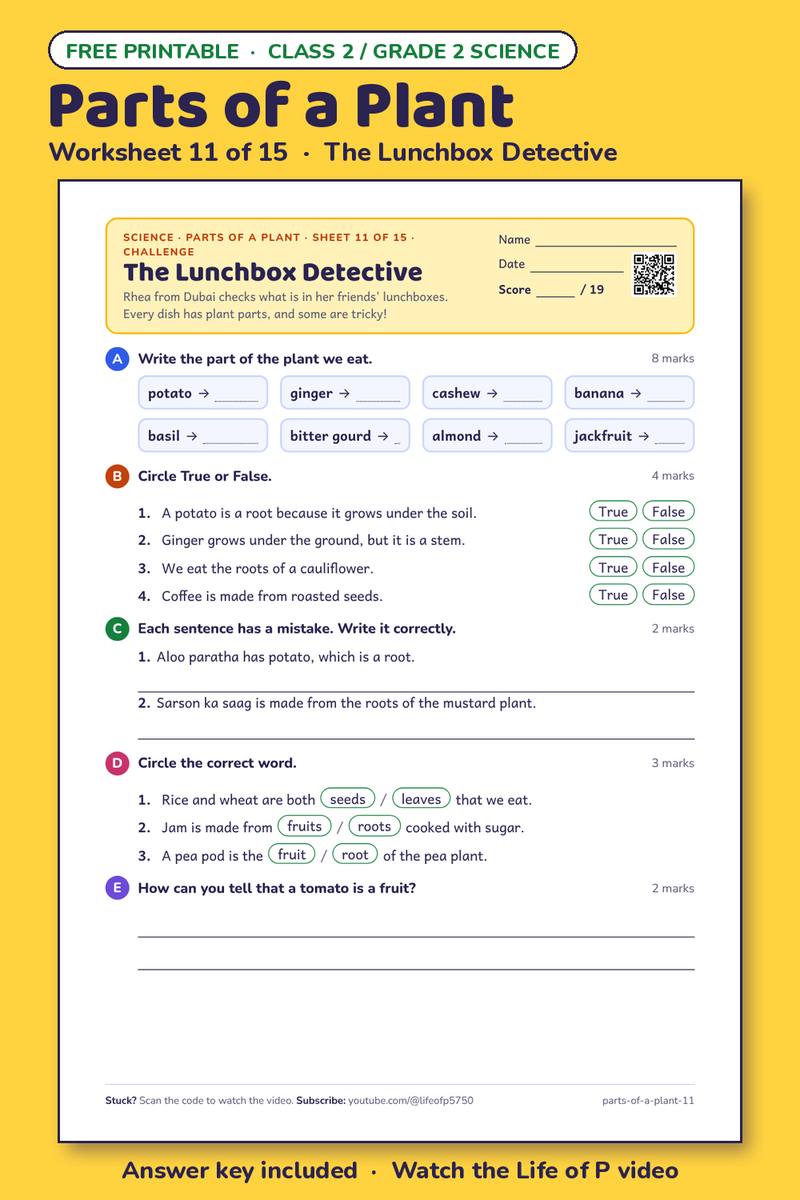 FREE PRINTABLE · CLASS 2 / GRADE 2 SCIENCE
Parts of a Plant
Worksheet 11 of 15 · The Lunchbox Detective
SCIENCE · PARTS OF A PLANT · SHEET 11 OF 15 ·
CHALLENGE
The Lunchbox Detective
Rhea from Dubai checks what is in her friends' lunchboxes.
Every dish has plant parts, and some are tricky!
Name
Date
Score / 19
A Write the part of the plant we eat. 8 marks
potato → ginger → cashew → banana →
basil → bitter gourd → almond → jackfruit →
B Circle True or False. 4 marks
1. A potato is a root because it grows under the soil. True False
2. Ginger grows under the ground, but it is a stem. True False
3. We eat the roots of a cauliflower. True False
4. Coffee is made from roasted seeds. True False
C Each sentence has a mistake. Write it correctly. 2 marks
1. Aloo paratha has potato, which is a root.
2. Sarson ka saag is made from the roots of the mustard plant.
D Circle the correct word. 3 marks
1. Rice and wheat are both seeds / leaves that we eat.
2. Jam is made from fruits / roots cooked with sugar.
3. A pea pod is the fruit / root of the pea plant.
E How can you tell that a tomato is a fruit? 2 marks
Stuck? Scan the code to watch the video. Subscribe: youtube.com/@lifeofp5750 parts-of-a-plant-11
Answer key included · Watch the Life of P video